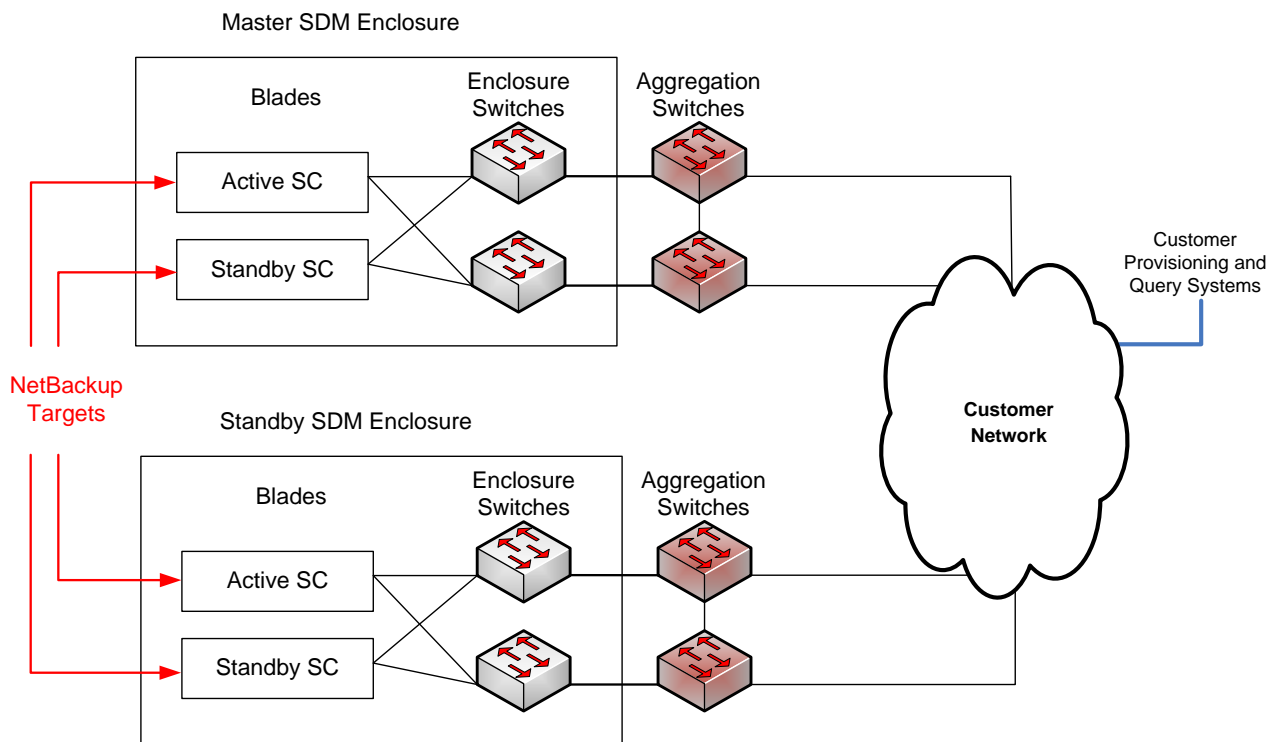 Master SDM Enclosure
Blades
Enclosure
Switches
Aggregation
Switches
Active SC
Standby SC
Customer
Provisioning and
Query Systems
NetBackup
Targets
Customer
Network
Standby SDM Enclosure
Blades
Enclosure
Switches
Aggregation
Switches
Active SC
Standby SC